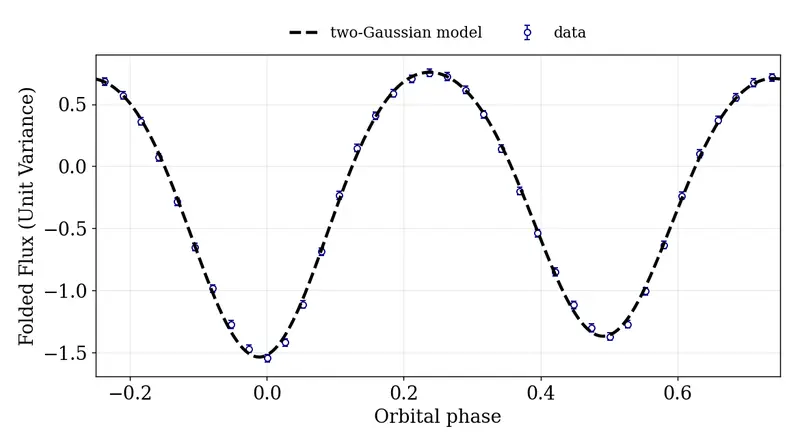 two-Gaussian model
data
Folded Flux (Unit Variance)
0.5
0.0
−0.5
−1.0
−1.5
−0.2
0.0
0.2
0.4
0.6
Orbital phase